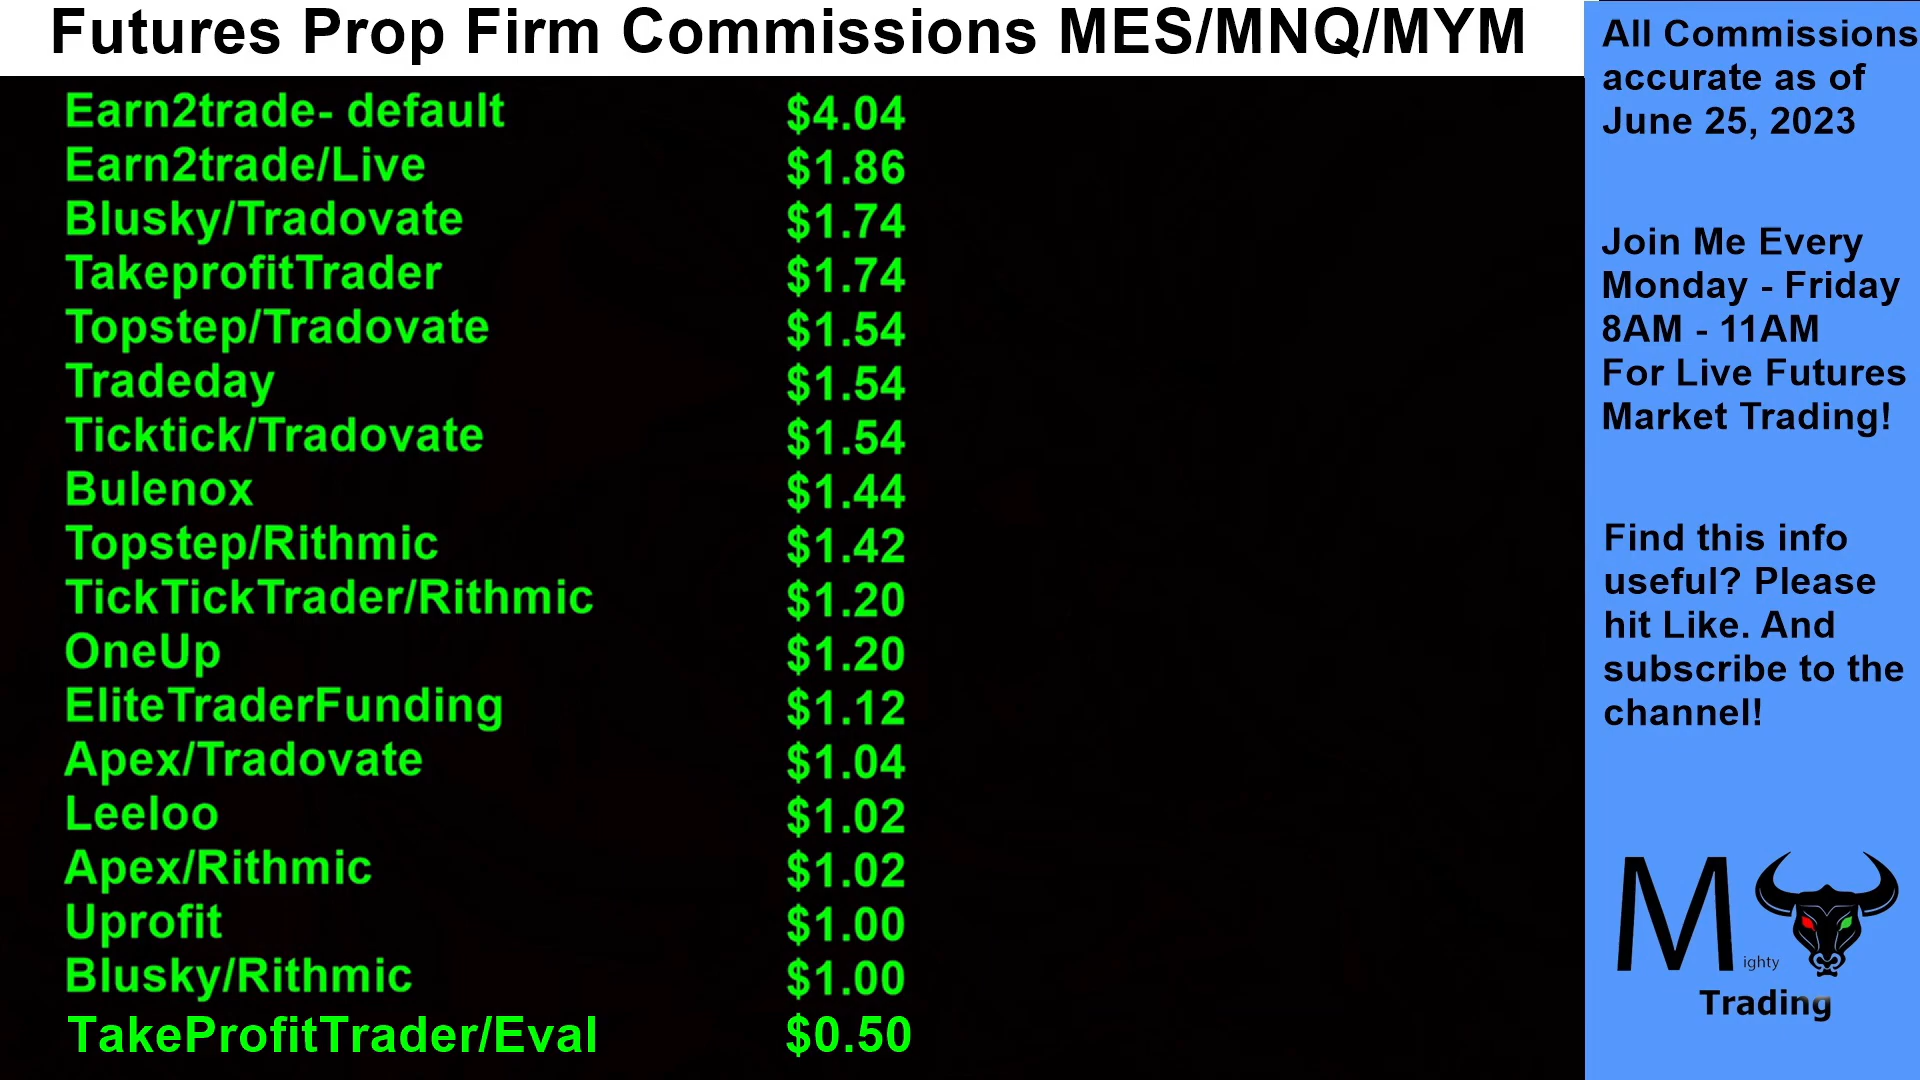 Futures Prop Firm Commissions MES/MNQ/MYM
Earn2trade- default $4.04
Earn2trade/Live $1.86
Blusky/Tradovate $1.74
TakeprofitTrader $1.74
Topstep/Tradovate $1.54
Tradeday $1.54
Ticktick/Tradovate $1.54
Bulenox $1.44
Topstep/Rithmic $1.42
TickTickTrader/Rithmic $1.20
OneUp $1.20
EliteTraderFunding $1.12
Apex/Tradovate $1.04
Leeloo $1.02
Apex/Rithmic $1.02
Uprofit $1.00
Blusky/Rithmic $1.00
TakeProfitTrader/Eval $0.50
All Commissions
accurate as of
June 25, 2023
Join Me Every
Monday - Friday
8AM - 11AM
For Live Futures
Market Trading!
Find this info
useful? Please
hit Like. And
subscribe to the
channel!
Mighty
Trading